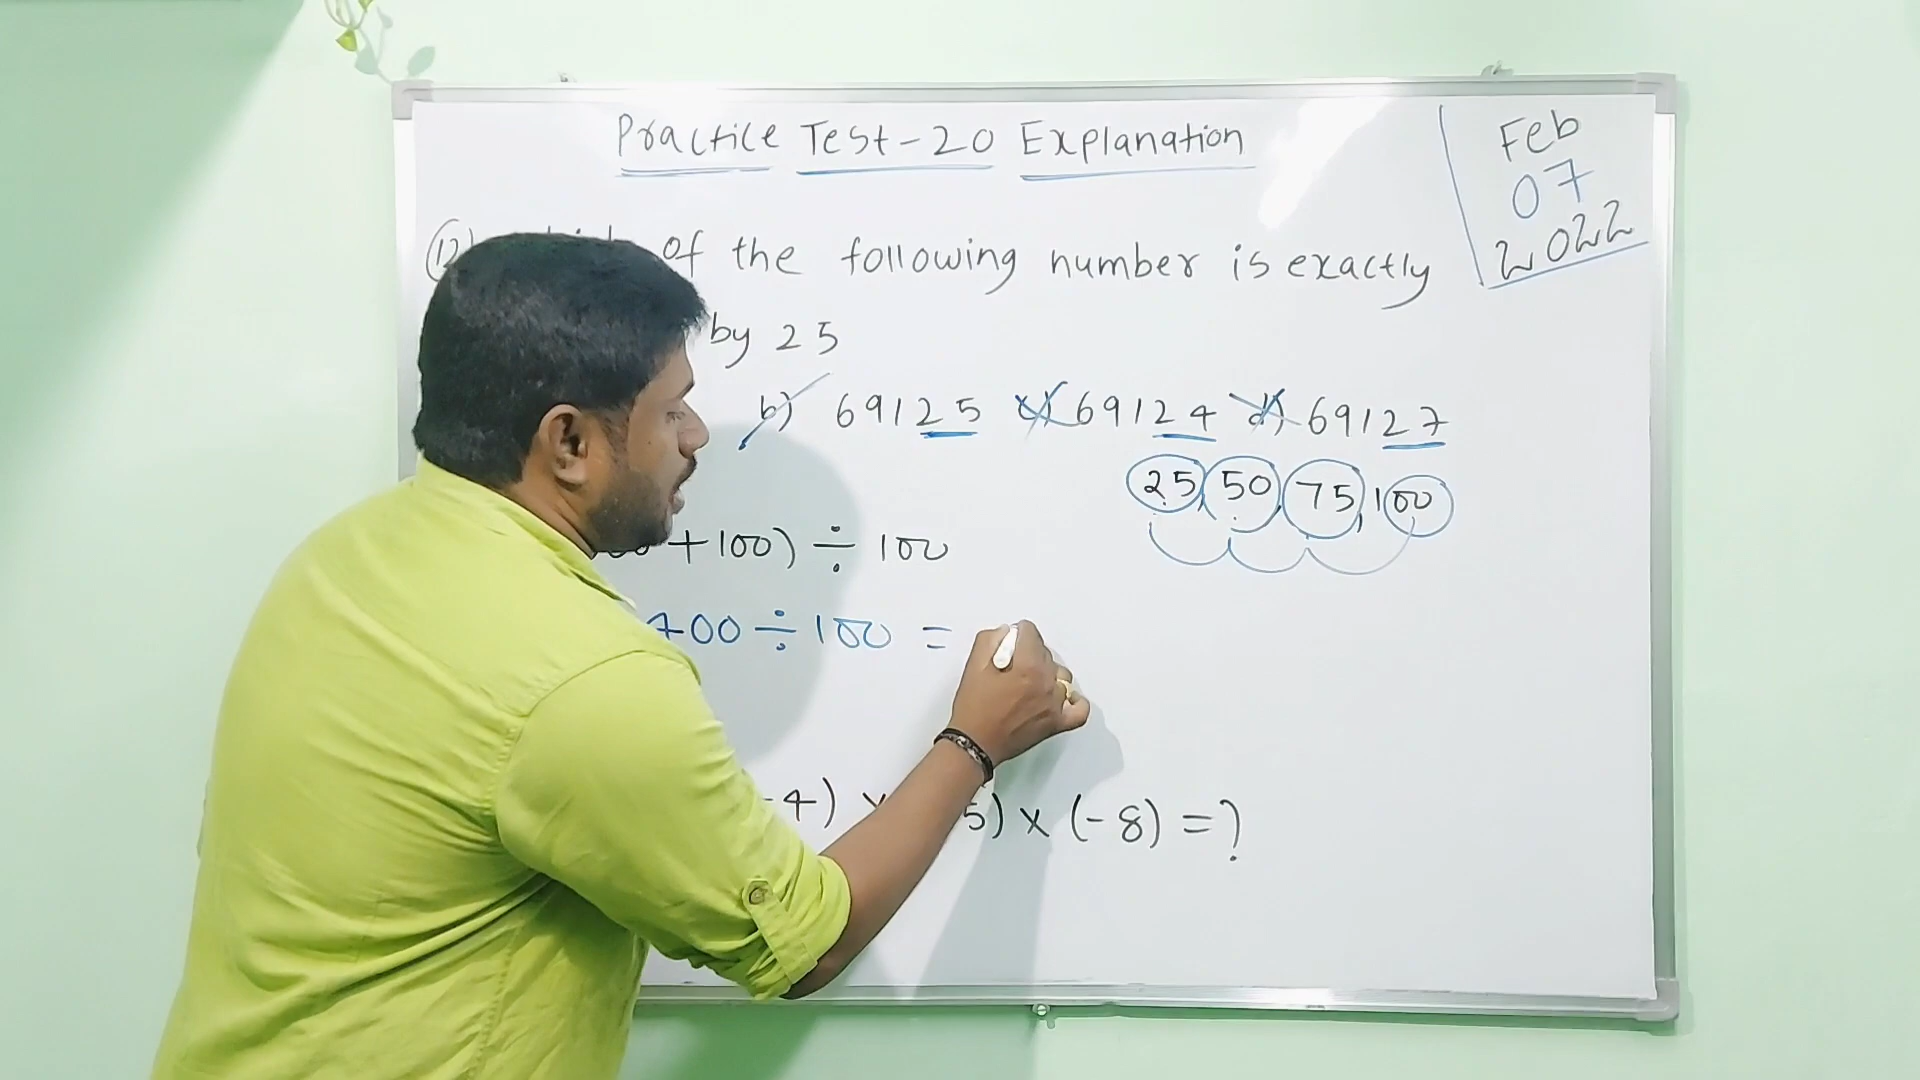 Practice Test-20 Explanation
Feb
07
2022
of the following number is exactly
by 25
b) 69125 c) 69124 d) 69127
25, 50, 75, 100
+100) ÷ 100
400 ÷ 100 =
4) × 5) × (-8) = ?